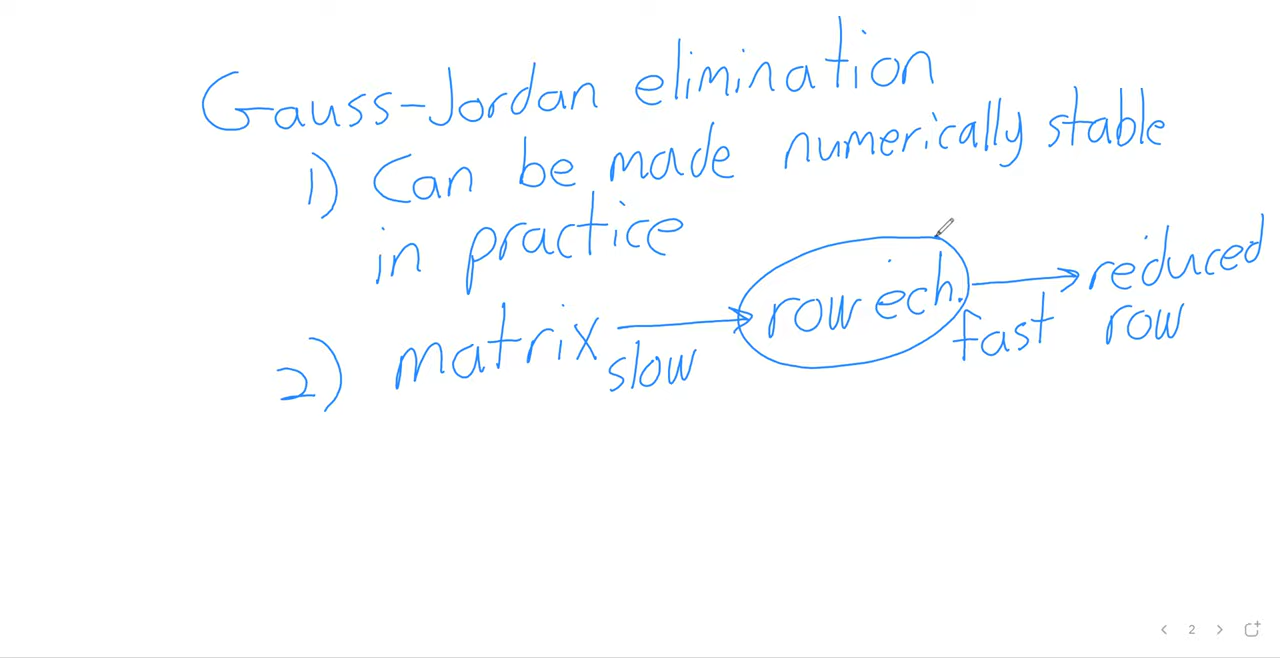 Gauss-Jordan elimination
1) Can be made numerically stable
in practice
2) matrix → row ech. → reduced
slow fast row
2